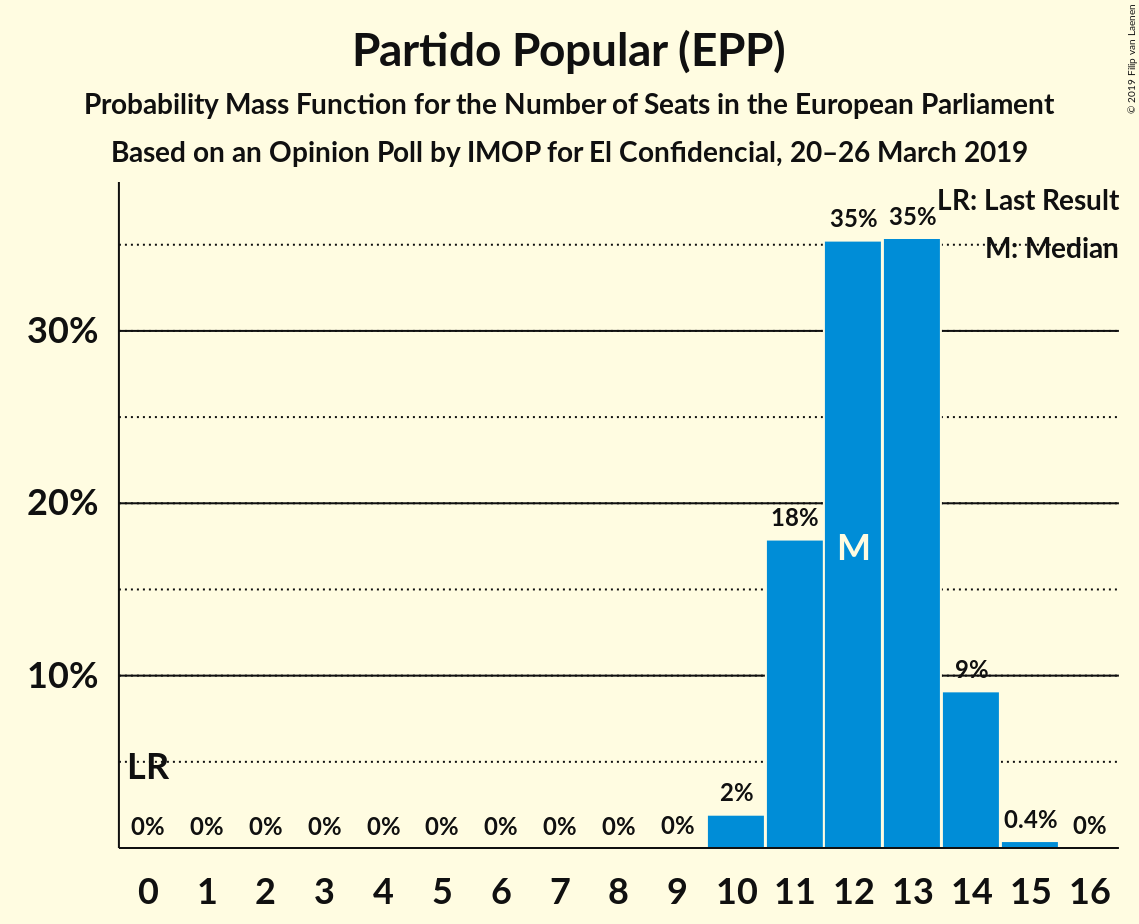 Partido Popular (EPP)
Probability Mass Function for the Number of Seats in the European Parliament
Based on an Opinion Poll by IMOP for El Confidencial, 20–26 March 2019
© 2019 Filip van Laenen
LR: Last Result
M: Median
35% 35%
30%
20%
18%
M
10%
9%
LR
2%
0% 0% 0% 0% 0% 0% 0% 0% 0% 0% 0.4% 0%
0 1 2 3 4 5 6 7 8 9 10 11 12 13 14 15 16